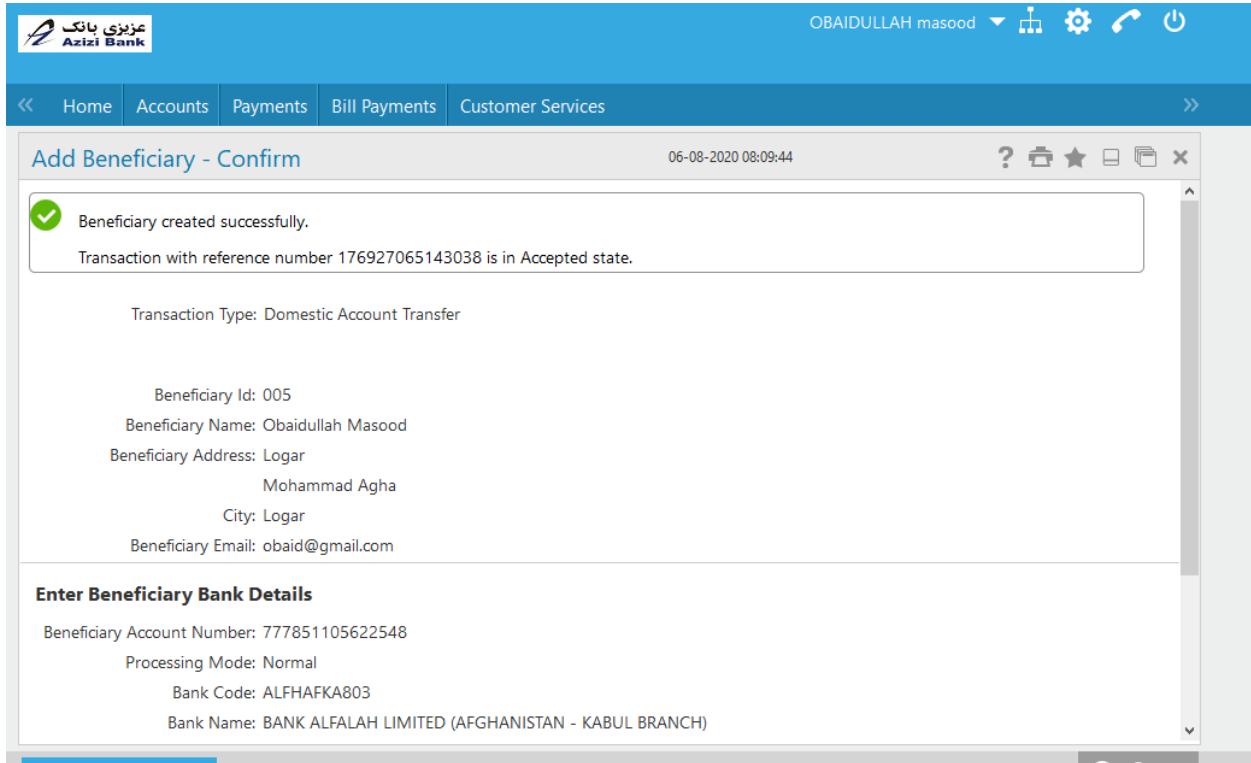 عزیزی بانک
Azizi Bank
OBAIDULLAH masood
Home Accounts Payments Bill Payments Customer Services
Add Beneficiary - Confirm 06-08-2020 08:09:44
Beneficiary created successfully.
Transaction with reference number 176927065143038 is in Accepted state.
Transaction Type: Domestic Account Transfer
Beneficiary Id: 005
Beneficiary Name: Obaidullah Masood
Beneficiary Address: Logar
Mohammad Agha
City: Logar
Beneficiary Email: obaid@gmail.com
Enter Beneficiary Bank Details
Beneficiary Account Number: 777851105622548
Processing Mode: Normal
Bank Code: ALFHAFKA803
Bank Name: BANK ALFALAH LIMITED (AFGHANISTAN - KABUL BRANCH)